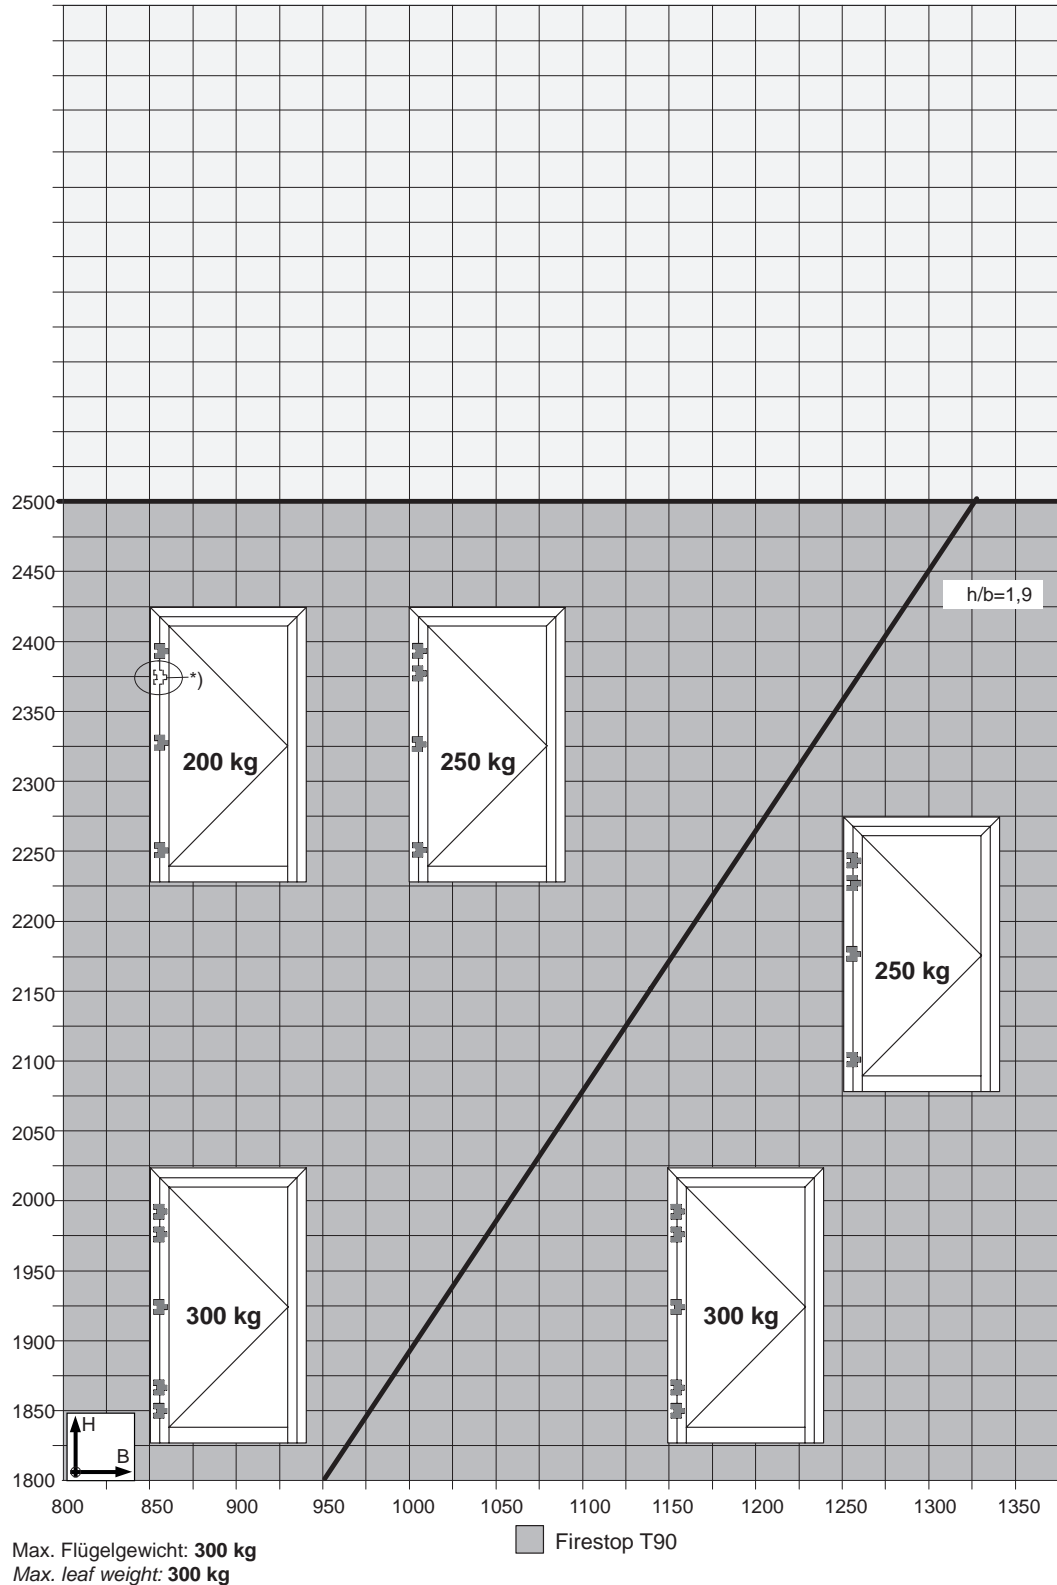 2500
2450
h/b=1,9
2400
*)
2350
200 kg
250 kg
2300
2250
2200
250 kg
2150
2100
2050
2000
1950
300 kg
300 kg
1900
1850
H
B
1800
800 850 900 950 1000 1050 1100 1150 1200 1250 1300 1350
Firestop T90
Max. Flügelgewicht: 300 kg
Max. leaf weight: 300 kg